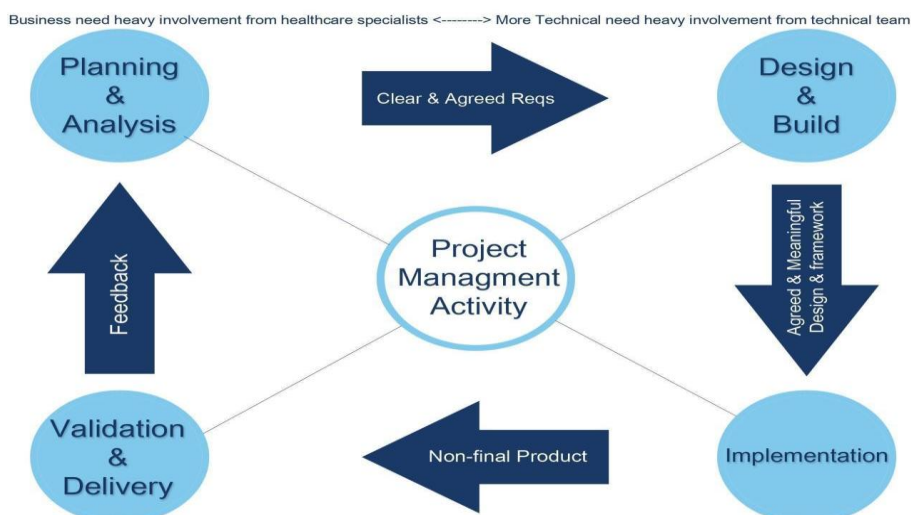 Business need heavy involvement from healthcare specialists <--------> More Technical need heavy involvement from technical team
Planning
&
Analysis
Clear & Agreed Reqs
Design
&
Build
Feedback
Project
Managment
Activity
Agreed & Meaningful
Design & framework
Validation
&
Delivery
Non-final Product
Implementation